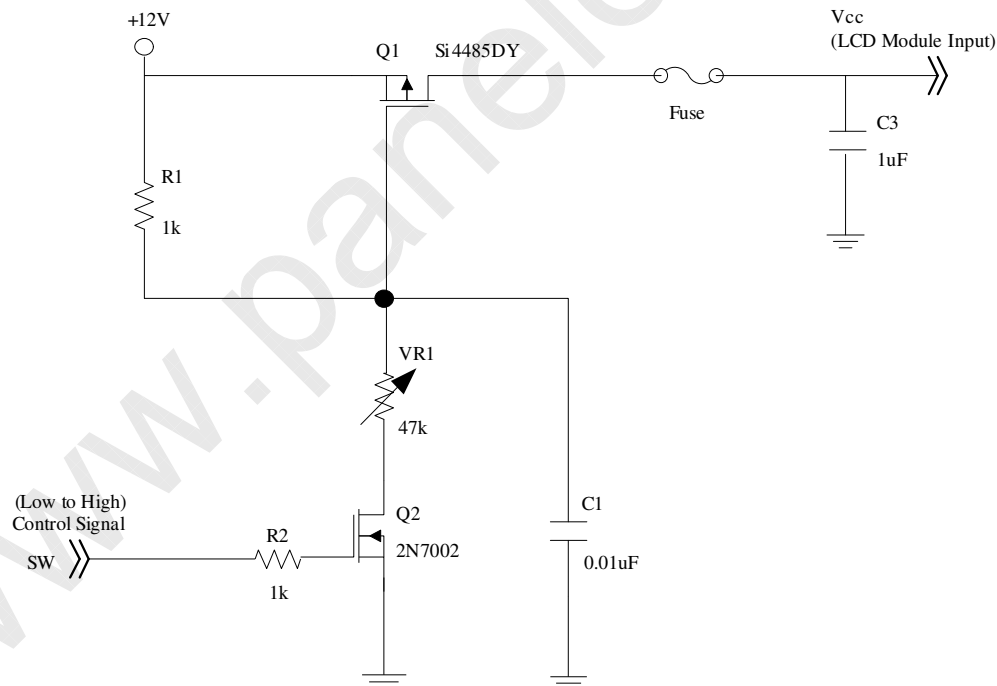 +12V
Q1
Si4485DY
Vcc
(LCD Module Input)
Fuse
C3
1uF
R1
1k
VR1
47k
(Low to High)
Control Signal
SW
R2
1k
Q2
2N7002
C1
0.01uF
www.panel